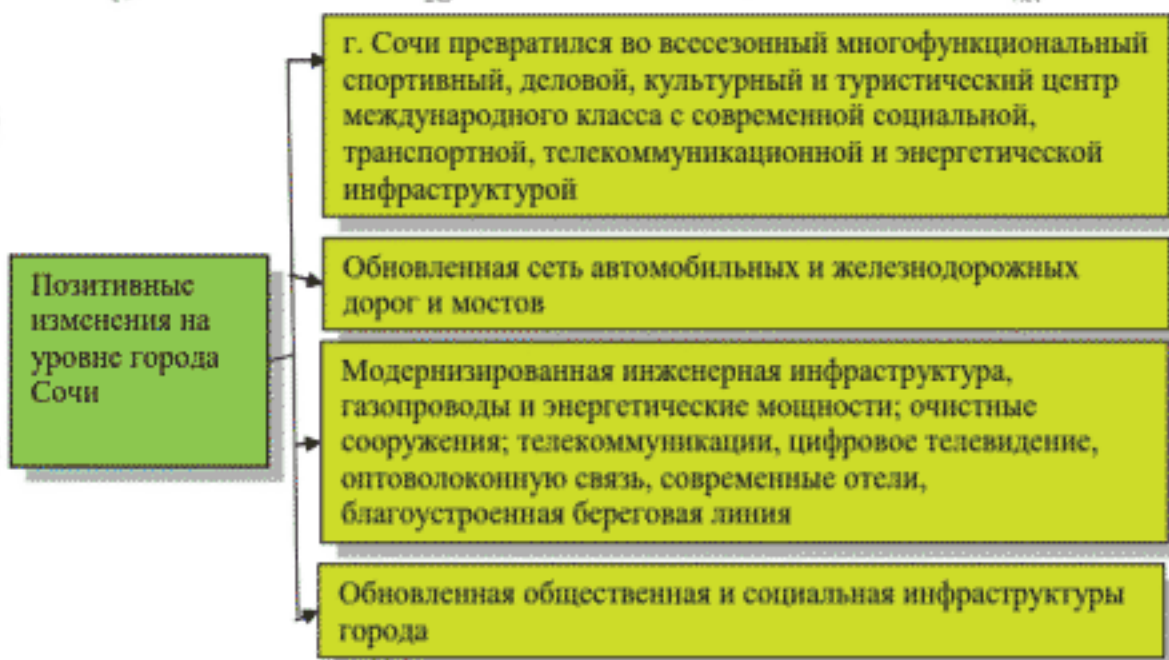 Позитивные
изменения на
уровне города
Сочи
г. Сочи превратился во всесезонный многофункциональный
спортивный, деловой, культурный и туристический центр
международного класса с современной социальной,
транспортной, телекоммуникационной и энергетической
инфраструктурой
Обновленная сеть автомобильных и железнодорожных
дорог и мостов
Модернизированная инженерная инфраструктура,
газопроводы и энергетические мощности; очистные
сооружения; телекоммуникации, цифровое телевидение,
оптоволоконную связь, современные отели,
благоустроенная береговая линия
Обновленная общественная и социальная инфраструктуры
города